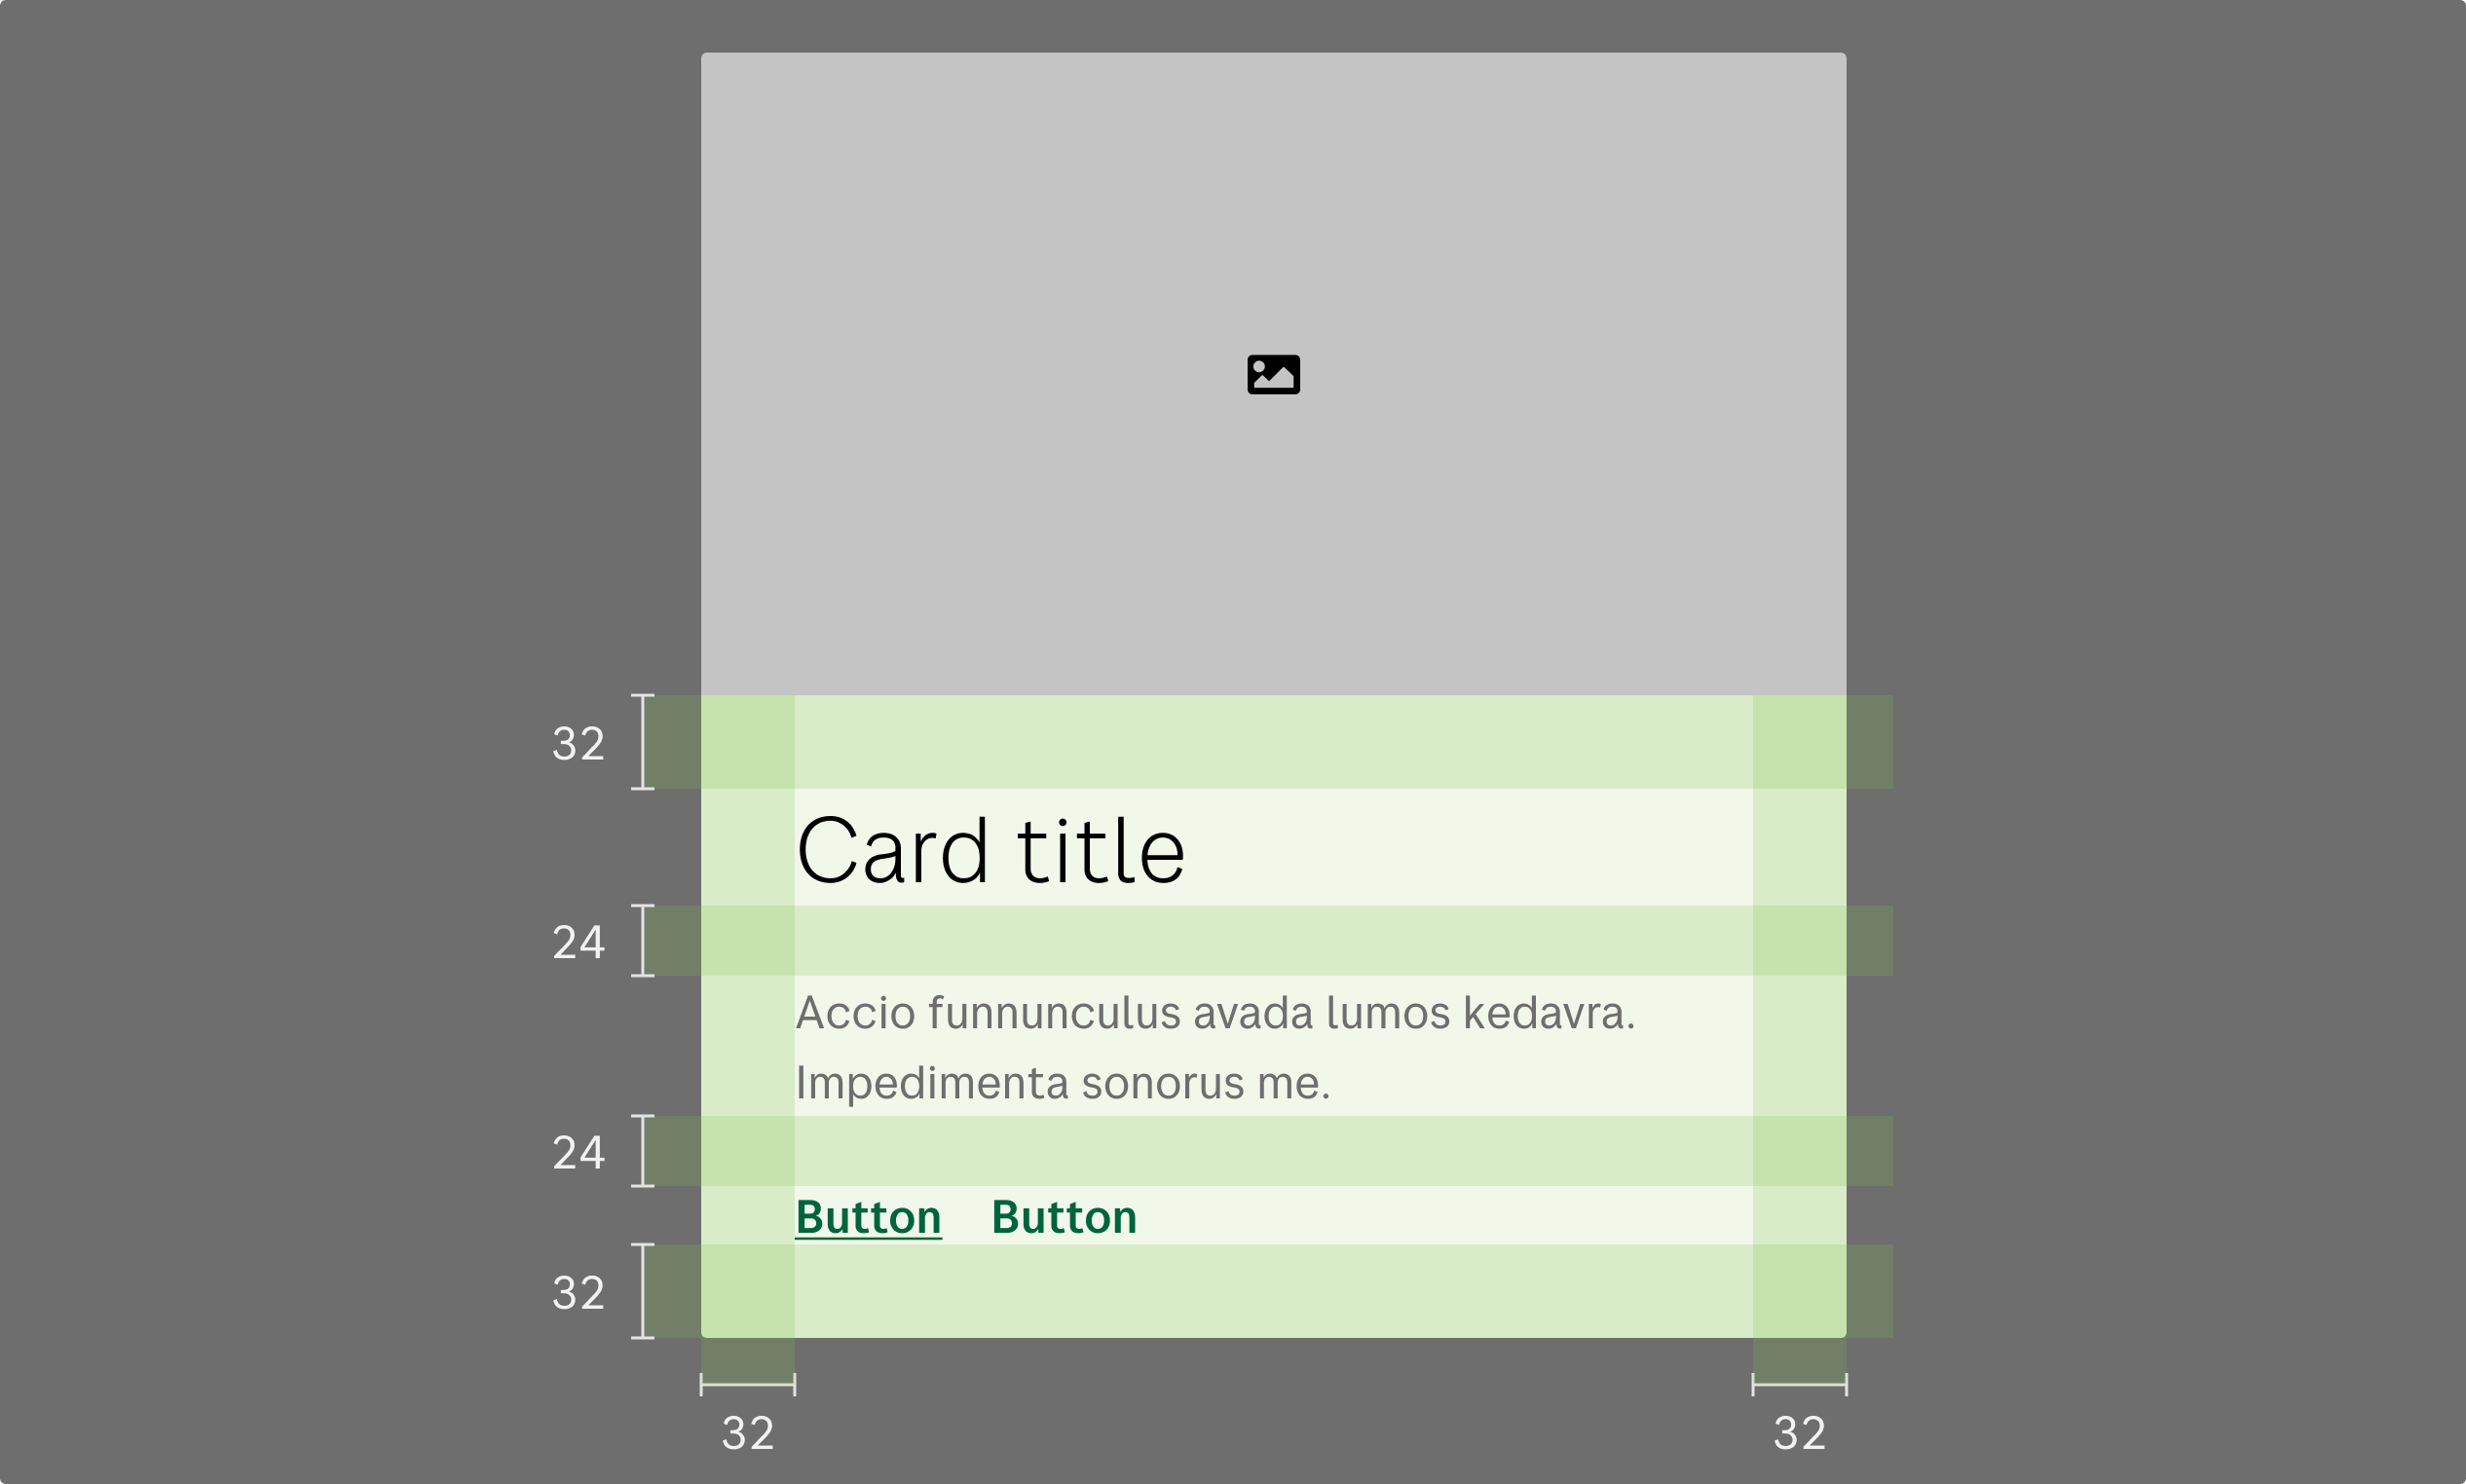 32
Card title
24
Accio funnunculus avada lumos kedavra.
Impedimenta sonorus me.
24
Button Button
32
32 32